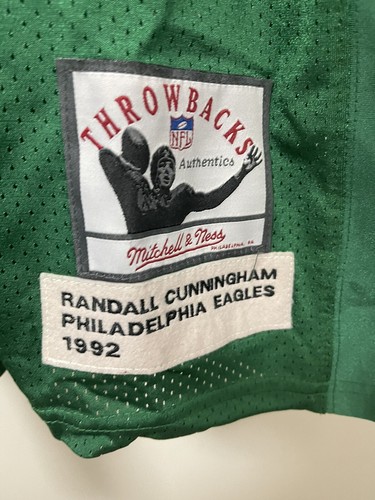 THROWBACKS
NFL
Authentics
Mitchell & Ness
PHILADELPHIA, PA.
RANDALL CUNNINGHAM
PHILADELPHIA EAGLES
1992